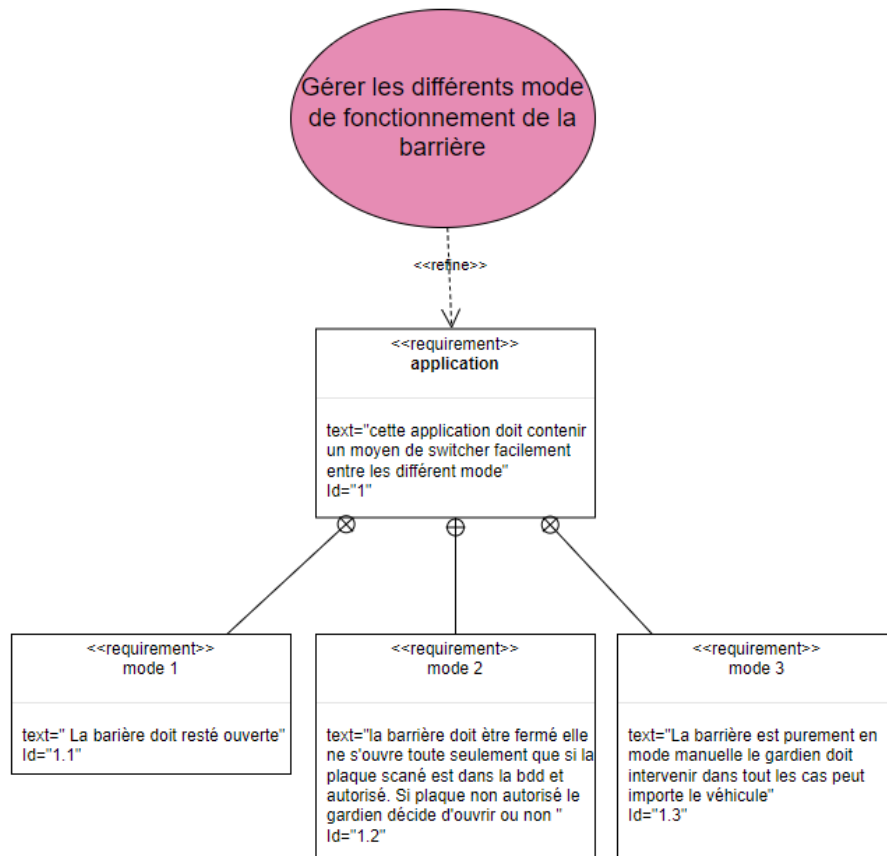 Gérer les différents mode
de fonctionnement de la
barrière
<<refine>>
<<requirement>>
application
text="cette application doit contenir
un moyen de switcher facilement
entre les différent mode"
Id="1"
<<requirement>>
mode 1
text=" La barière doit resté ouverte"
Id="1.1"
<<requirement>>
mode 2
text="la barrière doit ètre fermé elle
ne s'ouvre toute seulement que si la
plaque scané est dans la bdd et
autorisé. Si plaque non autorisé le
gardien décide d'ouvrir ou non "
Id="1.2"
<<requirement>>
mode 3
text="La barrière est purement en
mode manuelle le gardien doit
intervenir dans tout les cas peut
importe le véhicule"
Id="1.3"